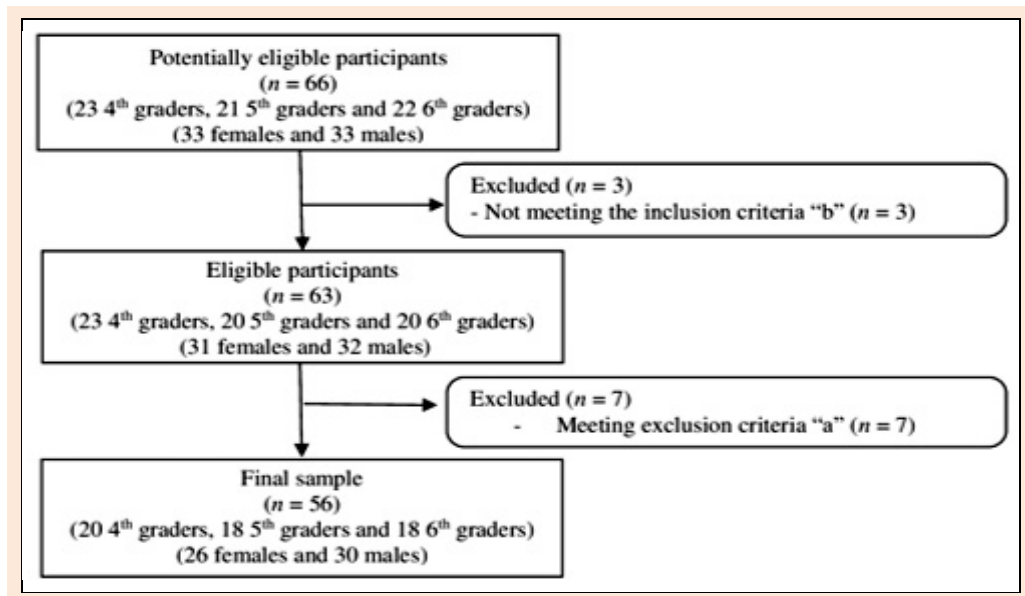 Potentially eligible participants
(n = 66)
(23 4th graders, 21 5th graders and 22 6th graders)
(33 females and 33 males)
Excluded (n = 3)
- Not meeting the inclusion criteria “b” (n = 3)
Eligible participants
(n = 63)
(23 4th graders, 20 5th graders and 20 6th graders)
(31 females and 32 males)
Excluded (n = 7)
- Meeting exclusion criteria “a” (n = 7)
Final sample
(n = 56)
(20 4th graders, 18 5th graders and 18 6th graders)
(26 females and 30 males)